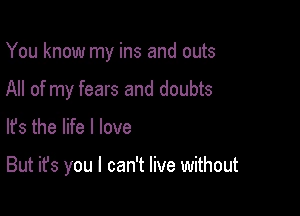 You know my ins and outs
All of my fears and doubts
It's the life I love
But it's you I can't live without